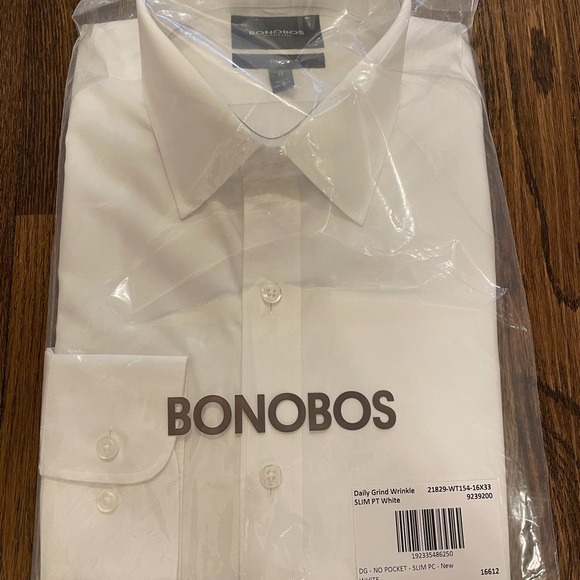 BONOBOS
BONOBOS
Daily Grind Wrinkle 21829-WT154-16X33
SLIM PT White 9239200
192335486250
DG - NO POCKET - SLIM PC - New
WHITE 16612